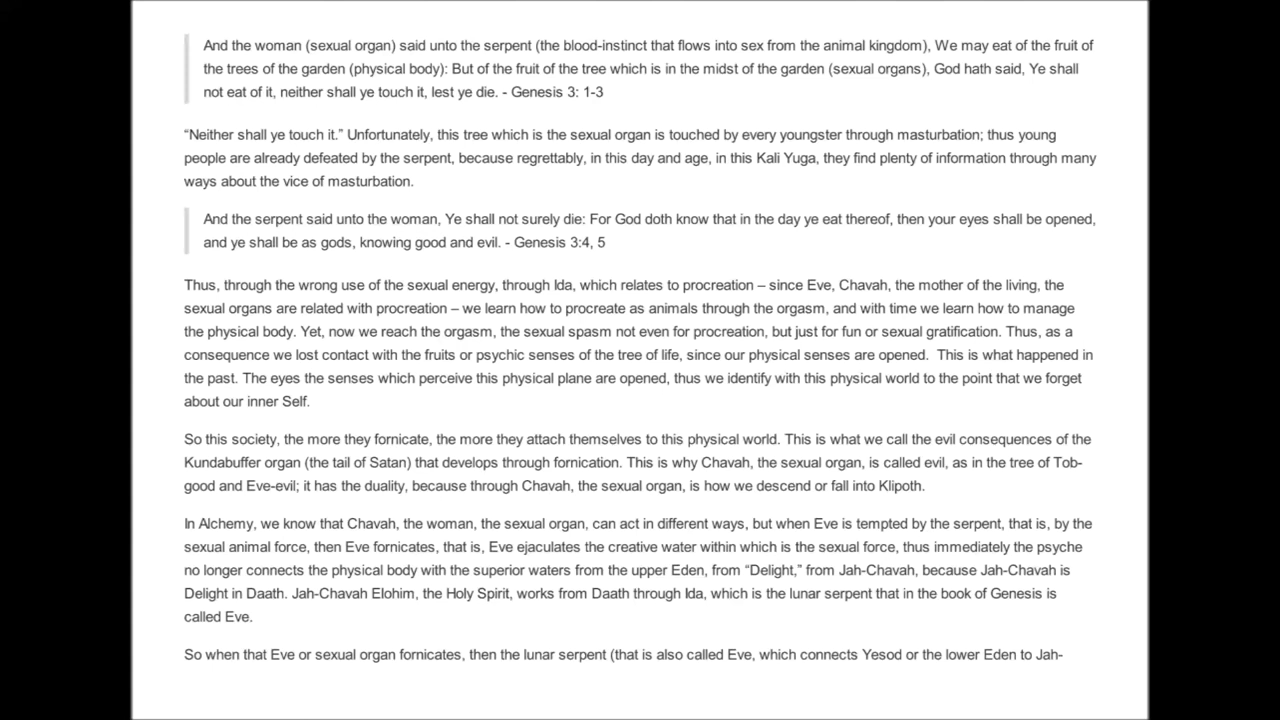 And the woman (sexual organ) said unto the serpent (the blood-instinct that flows into sex from the animal kingdom), We may eat of the fruit of
the trees of the garden (physical body): But of the fruit of the tree which is in the midst of the garden (sexual organs), God hath said, Ye shall
not eat of it, neither shall ye touch it, lest ye die. - Genesis 3: 1-3
“Neither shall ye touch it.” Unfortunately, this tree which is the sexual organ is touched by every youngster through masturbation; thus young
people are already defeated by the serpent, because regrettably, in this day and age, in this Kali Yuga, they find plenty of information through many
ways about the vice of masturbation.
And the serpent said unto the woman, Ye shall not surely die: For God doth know that in the day ye eat thereof, then your eyes shall be opened,
and ye shall be as gods, knowing good and evil. - Genesis 3:4, 5
Thus, through the wrong use of the sexual energy, through Ida, which relates to procreation – since Eve, Chavah, the mother of the living, the
sexual organs are related with procreation – we learn how to procreate as animals through the orgasm, and with time we learn how to manage
the physical body. Yet, now we reach the orgasm, the sexual spasm not even for procreation, but just for fun or sexual gratification. Thus, as a
consequence we lost contact with the fruits or psychic senses of the tree of life, since our physical senses are opened.  This is what happened in
the past. The eyes the senses which perceive this physical plane are opened, thus we identify with this physical world to the point that we forget
about our inner Self.
So this society, the more they fornicate, the more they attach themselves to this physical world. This is what we call the evil consequences of the
Kundabuffer organ (the tail of Satan) that develops through fornication. This is why Chavah, the sexual organ, is called evil, as in the tree of Tob-
good and Eve-evil; it has the duality, because through Chavah, the sexual organ, is how we descend or fall into Klipoth.
In Alchemy, we know that Chavah, the woman, the sexual organ, can act in different ways, but when Eve is tempted by the serpent, that is, by the
sexual animal force, then Eve fornicates, that is, Eve ejaculates the creative water within which is the sexual force, thus immediately the psyche
no longer connects the physical body with the superior waters from the upper Eden, from “Delight,” from Jah-Chavah, because Jah-Chavah is
Delight in Daath. Jah-Chavah Elohim, the Holy Spirit, works from Daath through Ida, which is the lunar serpent that in the book of Genesis is
called Eve.
So when that Eve or sexual organ fornicates, then the lunar serpent (that is also called Eve, which connects Yesod or the lower Eden to Jah-